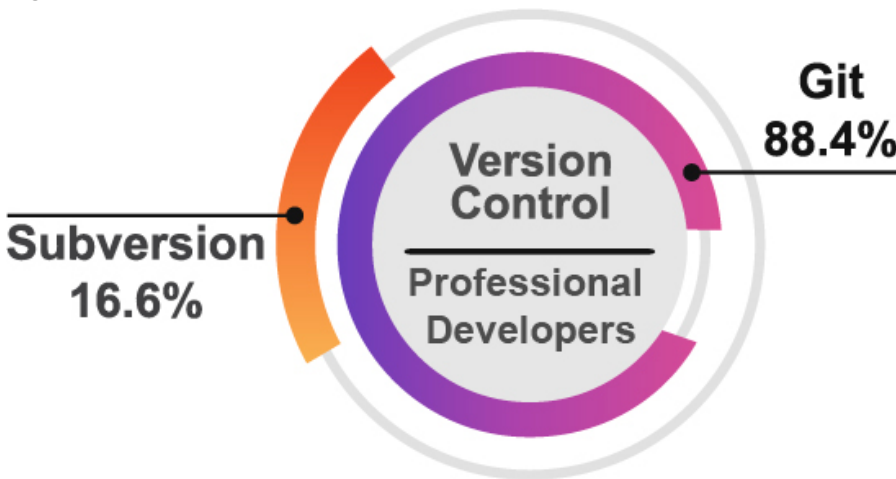 Git
88.4%
Version
Control
Subversion
16.6%
Professional
Developers